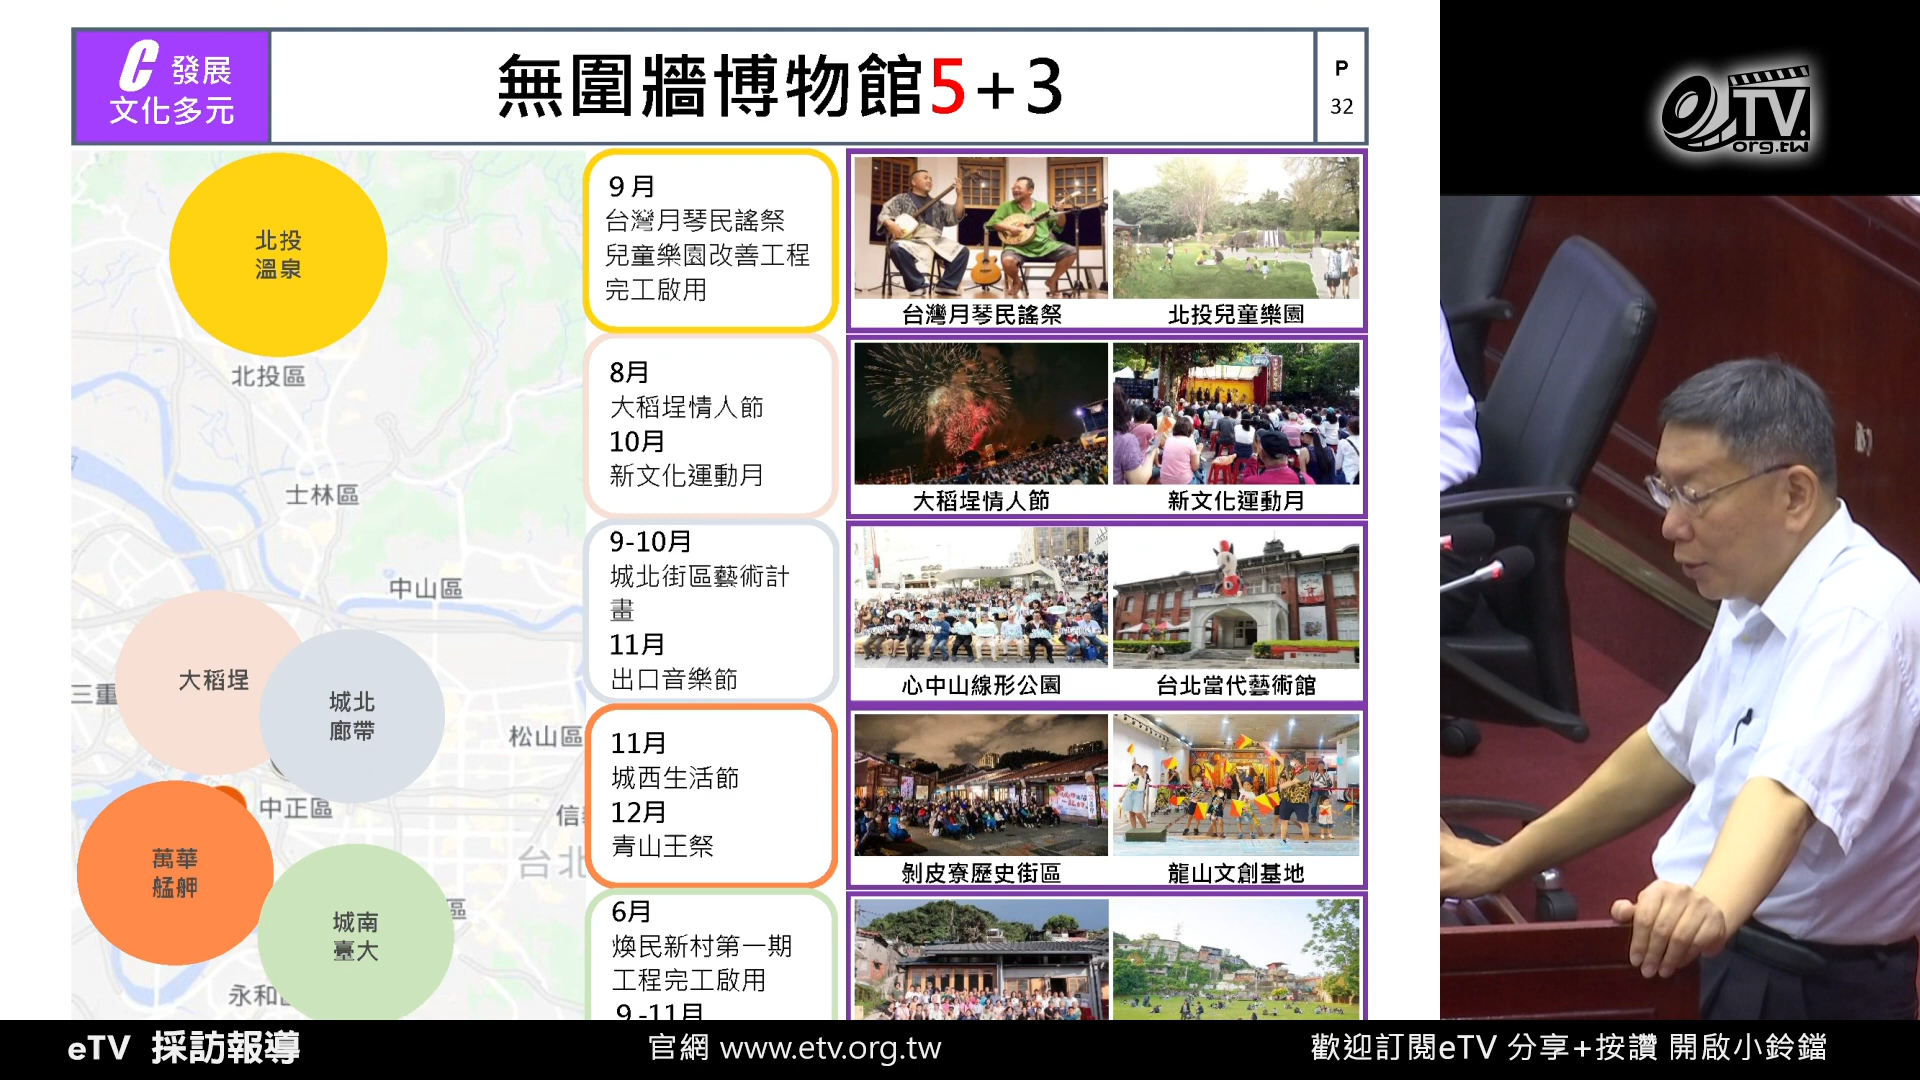 C 發展
文化多元
無圍牆博物館5+3
P
32
eTV.
org.tw
北投
溫泉
北投區
士林區
中山區
大稻埕
三重
城北
廊帶
松山區
中正區
信
台北
萬華
艋舺
城南
臺大
區
永和
9月
台灣月琴民謠祭
兒童樂園改善工程
完工啟用
台灣月琴民謠祭
北投兒童樂園
8月
大稻埕情人節
10月
新文化運動月
大稻埕情人節
新文化運動月
9-10月
城北街區藝術計
畫
11月
出口音樂節
心中山線形公園
台北當代藝術館
11月
城西生活節
12月
青山王祭
剝皮寮歷史街區
龍山文創基地
6月
煥民新村第一期
工程完工啟用
9 -11月
eTV 採訪報導
官網 www.etv.org.tw
歡迎訂閱eTV 分享+按讚 開啟小鈴鐺